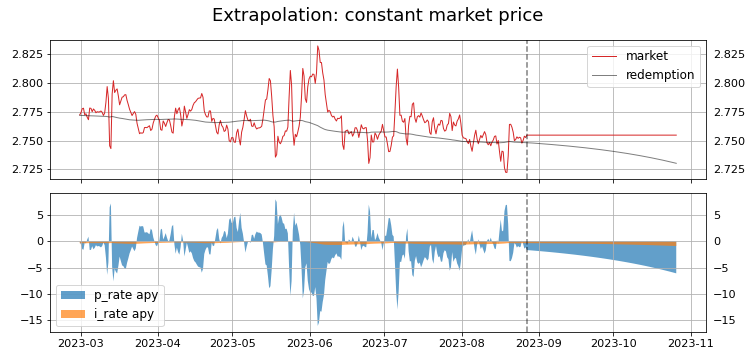 Extrapolation: constant market price
2.825 2.825
2.800 2.800
2.775 2.775
2.750 2.750
2.725 2.725
market
redemption
5 5
0 0
−5 −5
−10 −10
−15 −15
p_rate apy
i_rate apy
2023-03 2023-04 2023-05 2023-06 2023-07 2023-08 2023-09 2023-10 2023-11